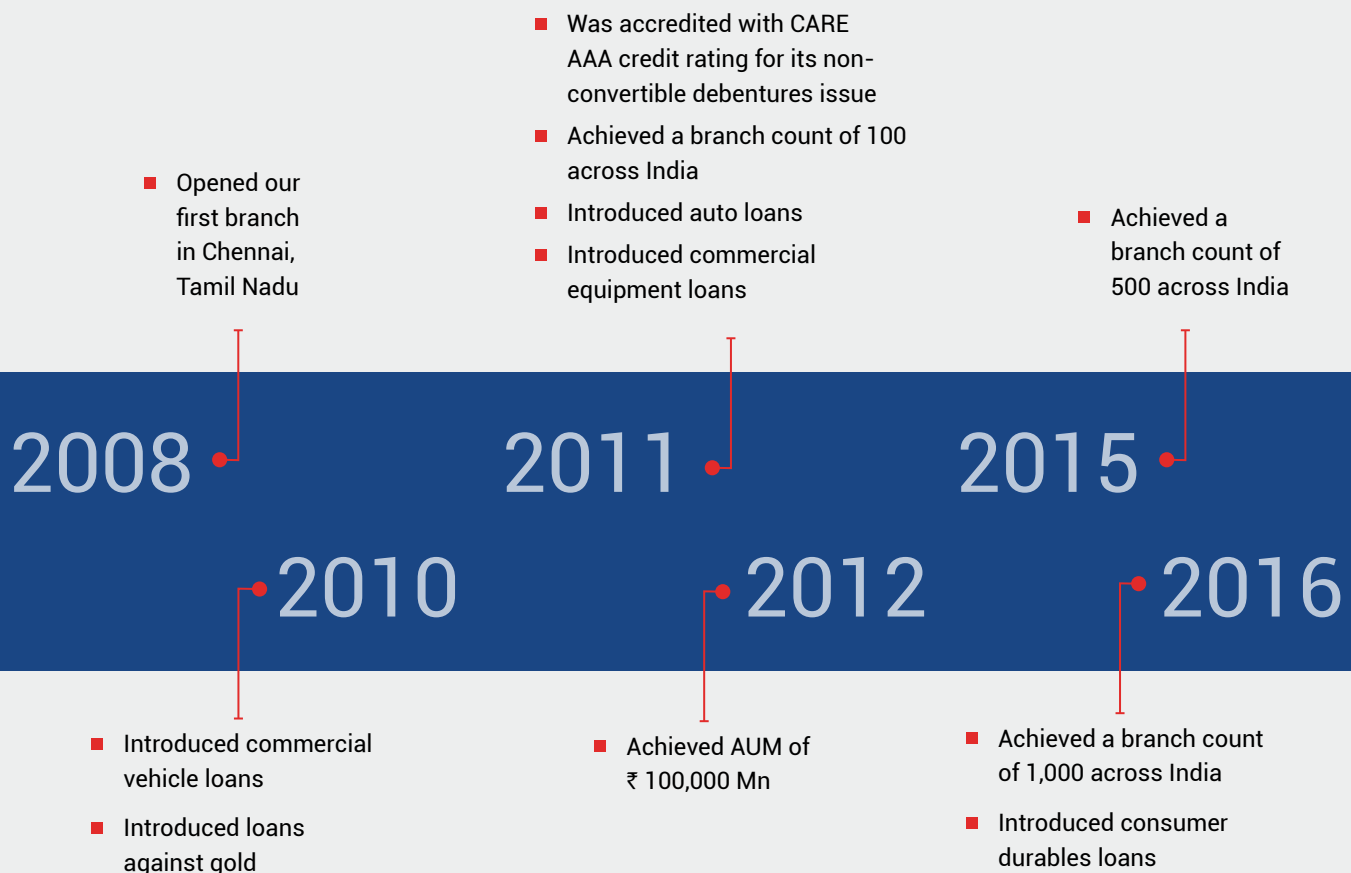 2008
Opened our
first branch
in Chennai,
Tamil Nadu
2010
Introduced commercial
vehicle loans
Introduced loans
against gold
2011
Was accredited with CARE
AAA credit rating for its non-
convertible debentures issue
Achieved a branch count of 100
across India
Introduced auto loans
Introduced commercial
equipment loans
2012
Achieved AUM of
₹ 100,000 Mn
2015
Achieved a
branch count of
500 across India
2016
Achieved a branch count
of 1,000 across India
Introduced consumer
durables loans